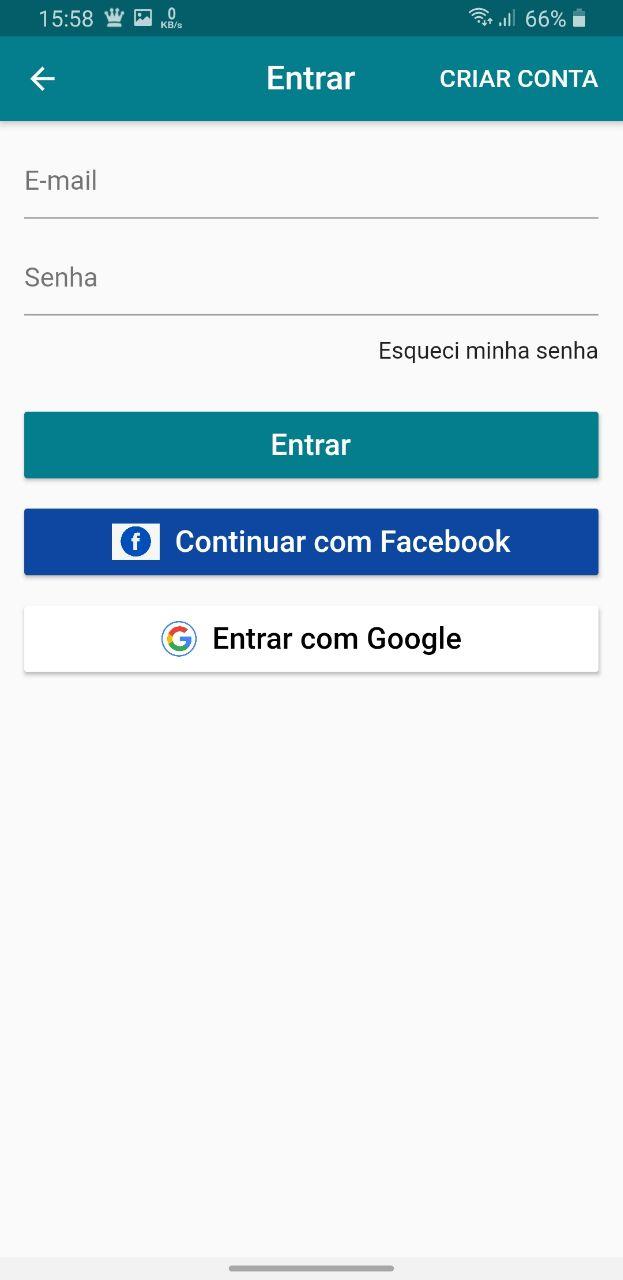 15:58 0 KB/s 66%
Entrar CRIAR CONTA
E-mail
Senha
Esqueci minha senha
Entrar
f Continuar com Facebook
G Entrar com Google